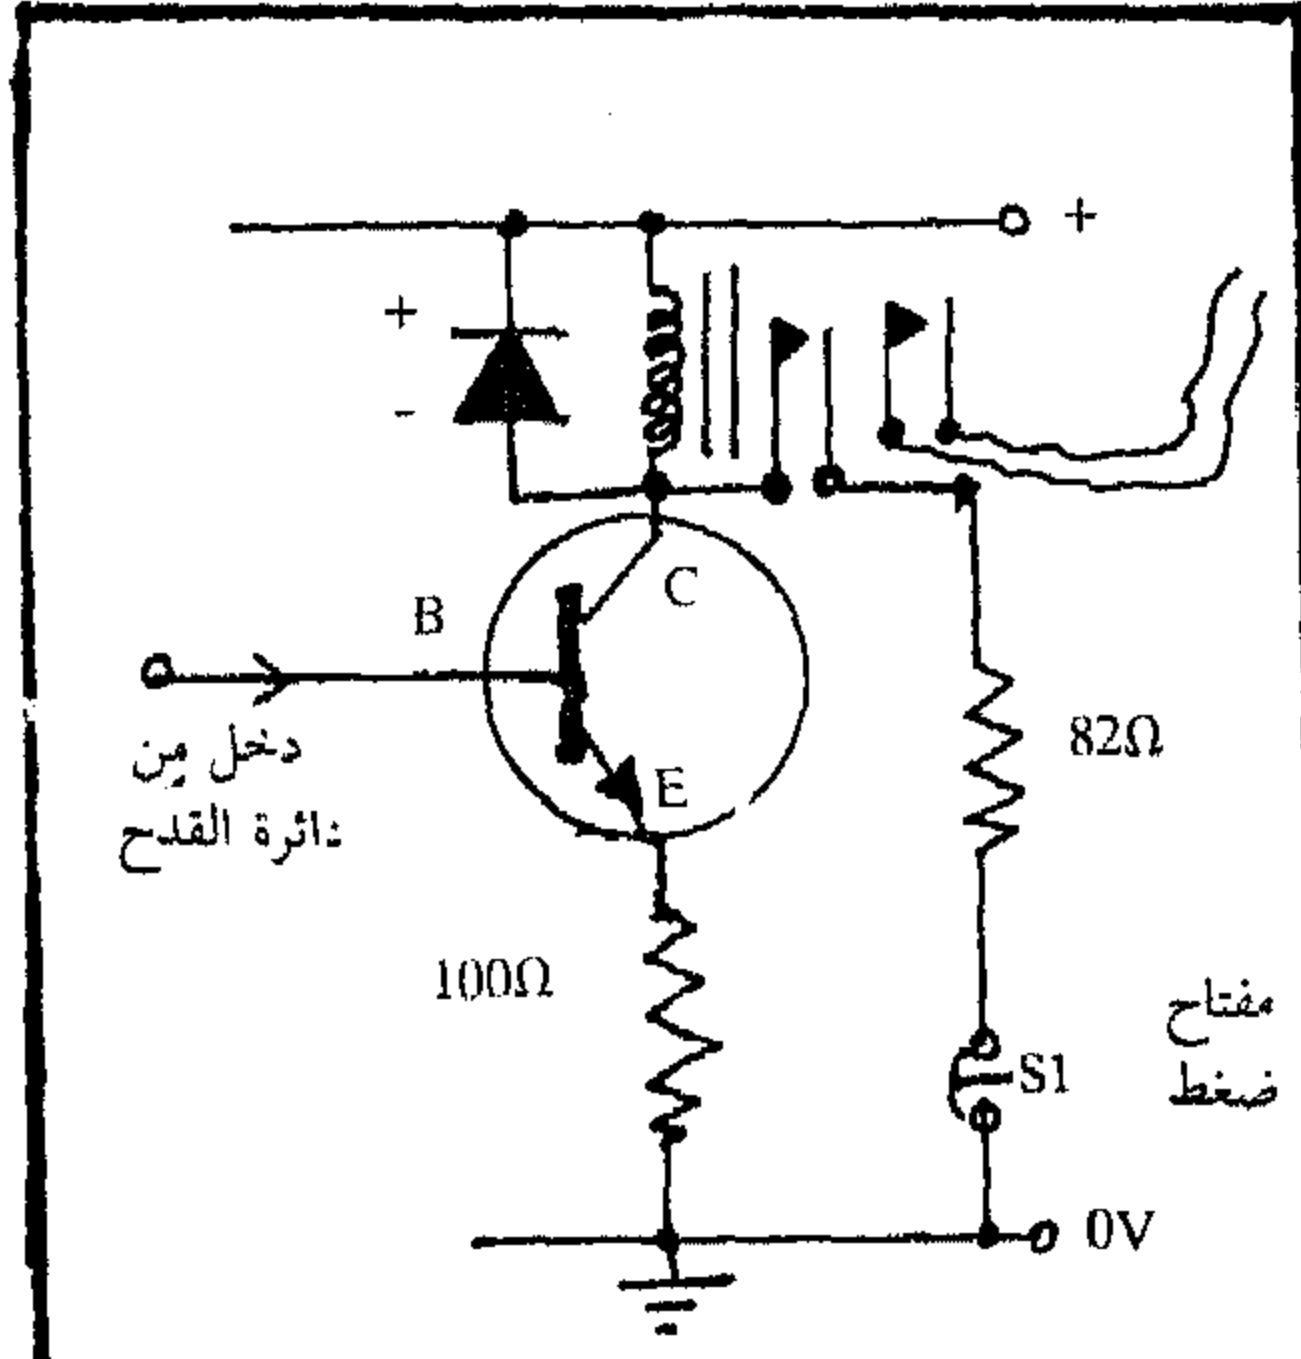 +
+
-
C
B
دخل من
دائرة القدح
E
82Ω
100Ω
مفتاح
ضغط
S1
0V